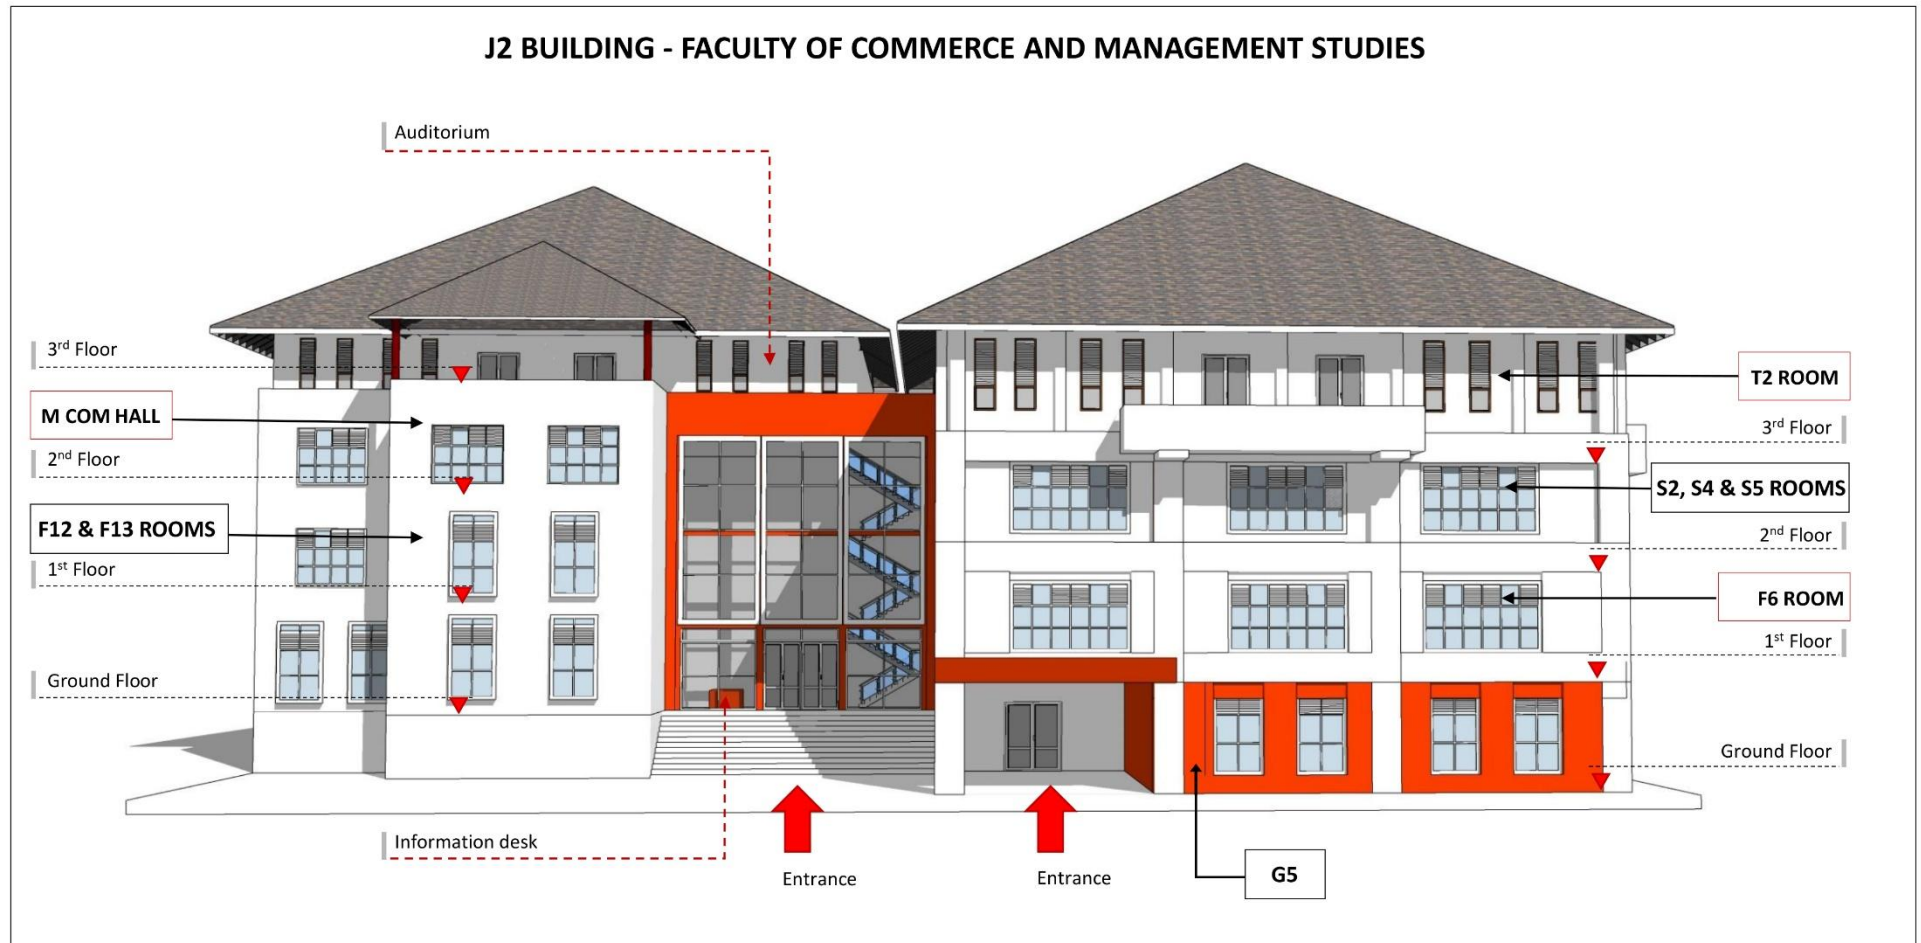 J2 BUILDING - FACULTY OF COMMERCE AND MANAGEMENT STUDIES
Auditorium
3rd Floor
M COM HALL
2nd Floor
F12 & F13 ROOMS
1st Floor
Ground Floor
T2 ROOM
3rd Floor
S2, S4 & S5 ROOMS
2nd Floor
F6 ROOM
1st Floor
Ground Floor
Information desk
Entrance
Entrance
G5